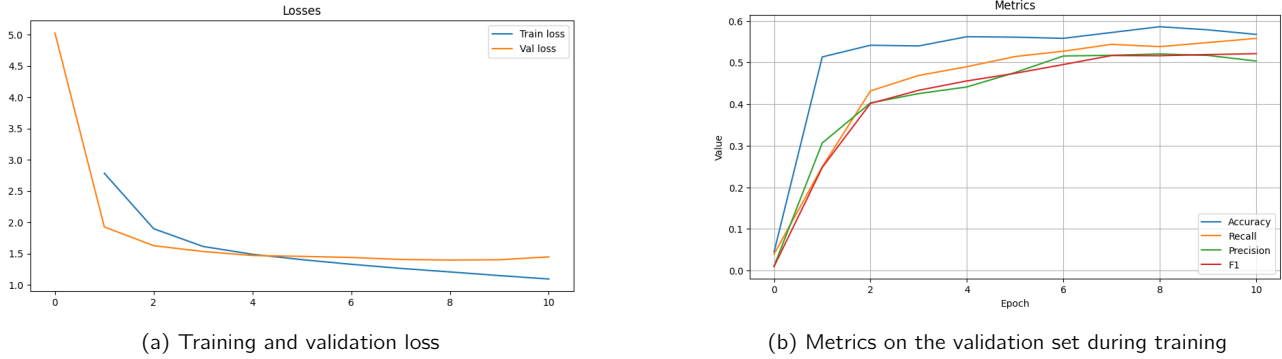 Losses
5.0
4.5
4.0
3.5
3.0
2.5
2.0
1.5
1.0
0 2 4 6 8 10
Train loss
Val loss
(a) Training and validation loss
Metrics
0.6
0.5
0.4
0.3
0.2
0.1
0.0
Value
0 2 4 6 8 10
Epoch
Accuracy
Recall
Precision
F1
(b) Metrics on the validation set during training